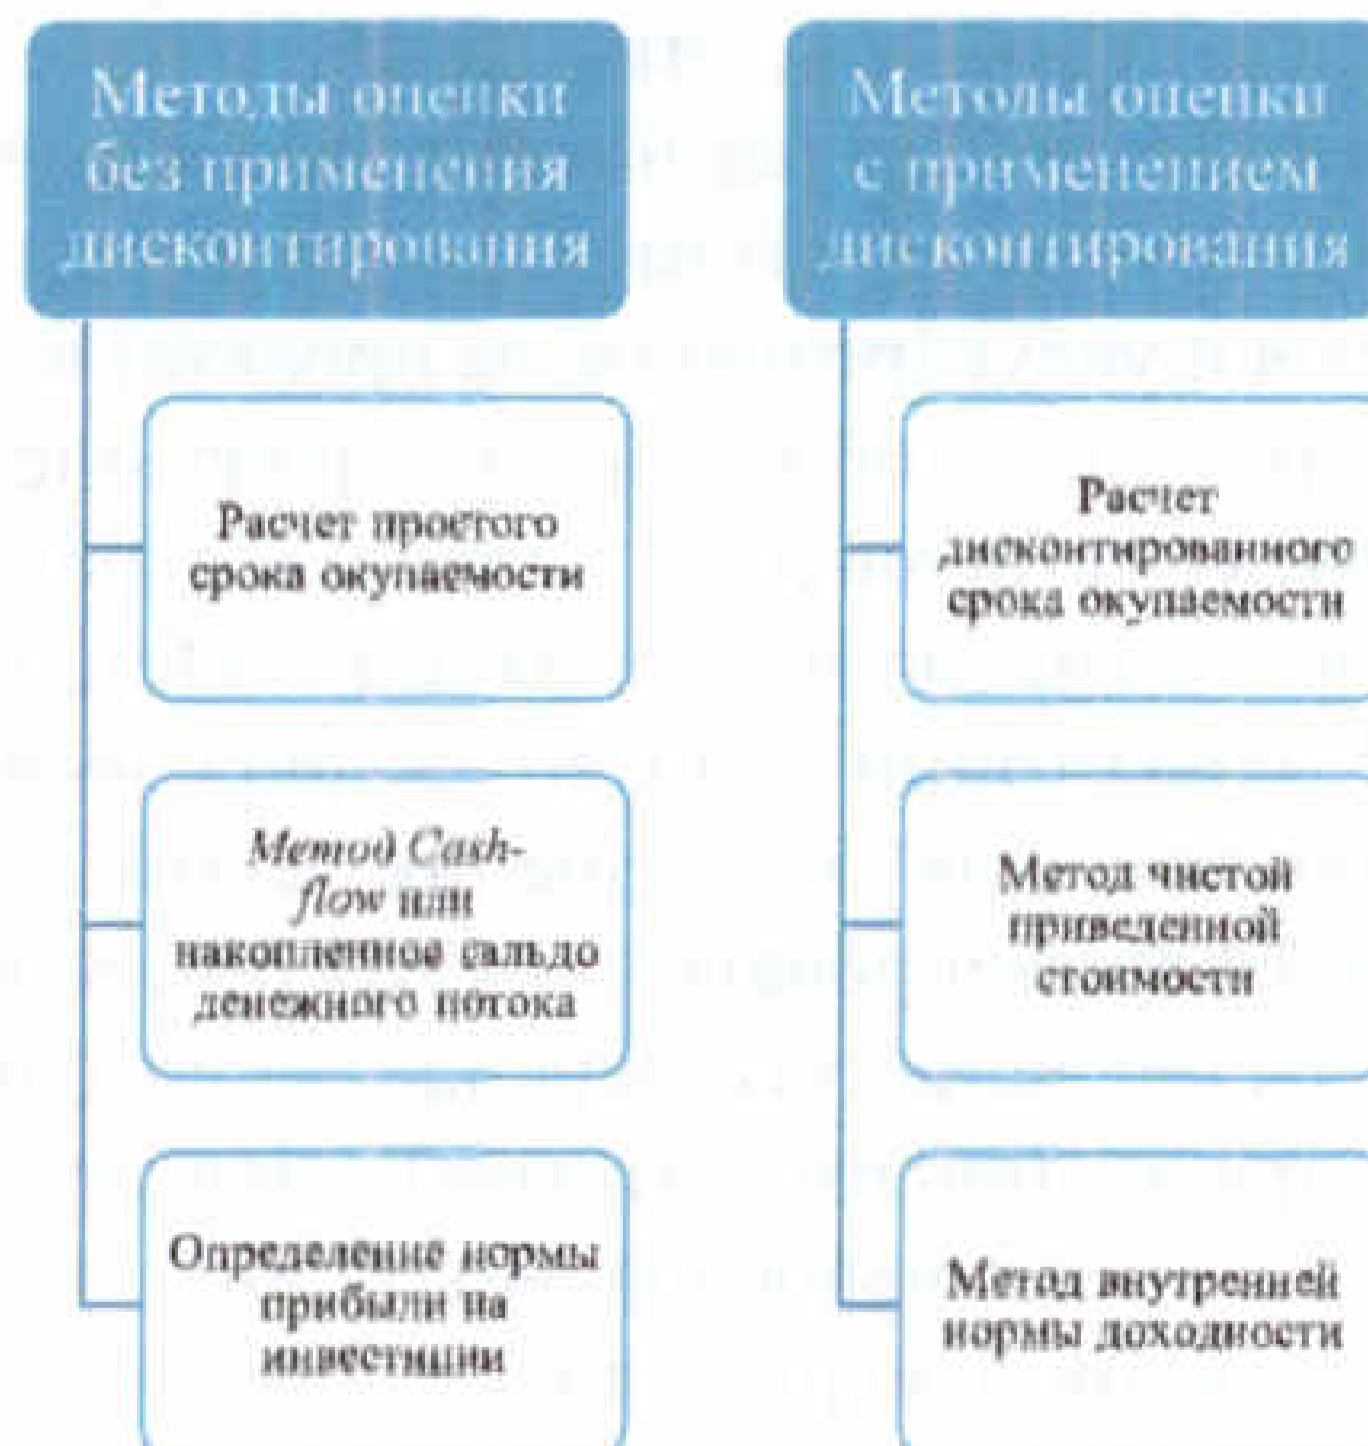 Методы оценки
без применения
дисконтирования
Расчет простого
срока окупаемости
Метод Cash-
flow или
накопленное сальдо
денежного потока
Определение нормы
прибыли на
инвестиции
Методы оценки
с применением
дисконтирования
Расчет
дисконтированного
срока окупаемости
Метод чистой
приведенной
стоимости
Метод внутренней
нормы доходности